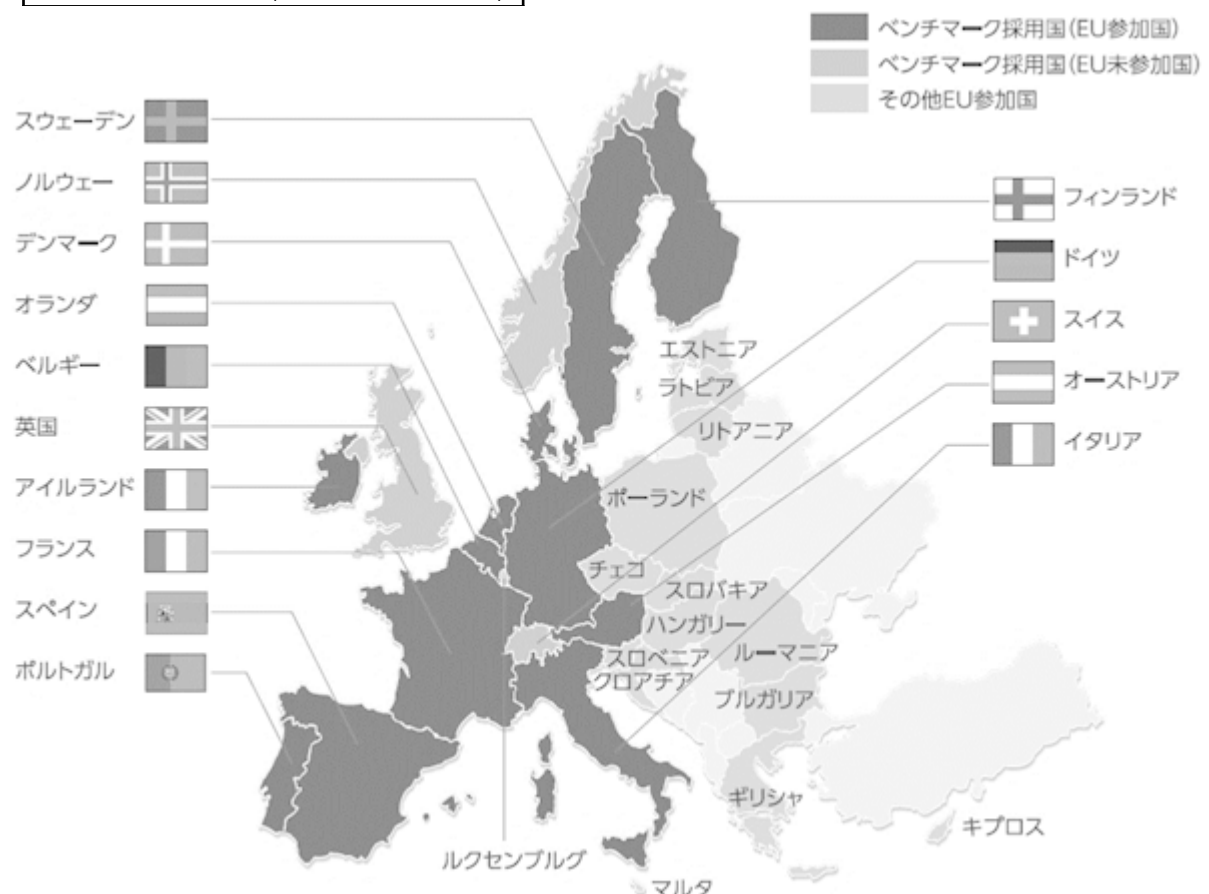 ベンチマーク採用国(EU参加国)
ベンチマーク採用国(EU未参加国)
その他EU参加国
スウェーデン
ノルウェー
デンマーク
オランダ
ベルギー
英国
アイルランド
フランス
スペイン
ポルトガル
フィンランド
ドイツ
スイス
オーストリア
イタリア
エストニア
ラトビア
リトアニア
ポーランド
チェコ
スロバキア
ハンガリー
スロベニア
ルーマニア
クロアチア
ブルガリア
ギリシャ
キプロス
ルクセンブルグ
マルタ